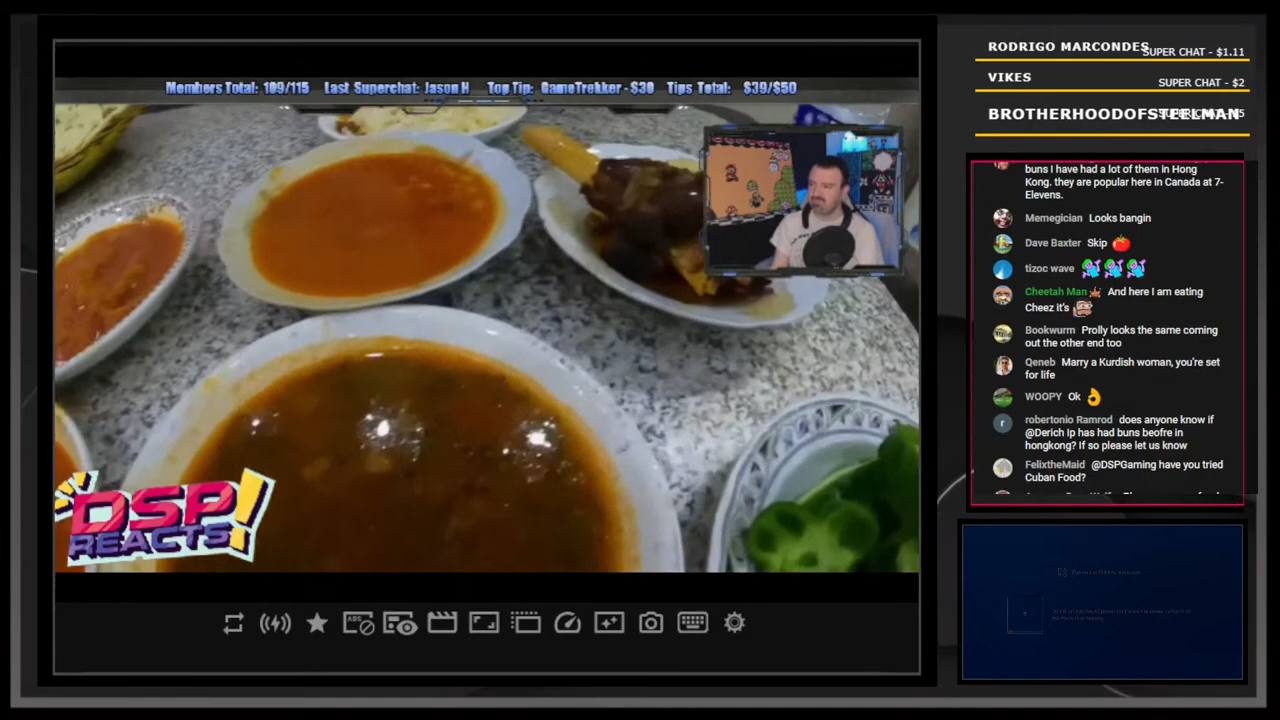 Members Total: 109/115 Last Superchat: Jason H Top Tip: GameTrekker - $30 Tips Total: $39/$50
DSP!
REACTS
ABC
RODRIGO MARCONDES
SUPER CHAT - $1.11
VIKES
SUPER CHAT - $2
BROTHERHOODOFSTEELMAN
buns I have had a lot of them in Hong
Kong. they are popular here in Canada at 7-
Elevens.
Memegician Looks bangin
Dave Baxter Skip 🍅
tizoc wave
Cheetah Man And here I am eating
Cheez it's
Bookwurm Prolly looks the same coming
out the other end too
Qeneb Marry a Kurdish woman, you're set
for life
WOOPY Ok 👌
robertonio Ramrod does anyone know if
@Derich Ip has had buns beofre in
hongkong? If so please let us know
FelixtheMaid @DSPGaming have you tried
Cuban Food?